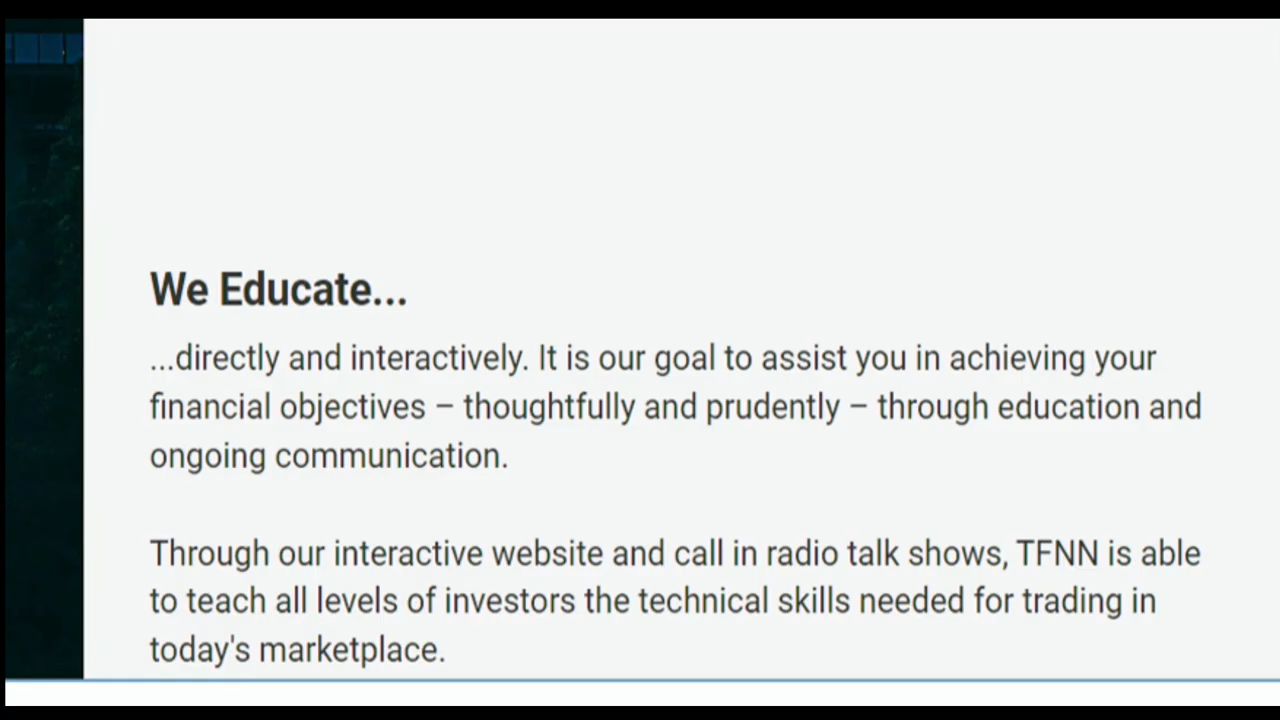 We Educate...
...directly and interactively. It is our goal to assist you in achieving your
financial objectives – thoughtfully and prudently – through education and
ongoing communication.
Through our interactive website and call in radio talk shows, TFNN is able
to teach all levels of investors the technical skills needed for trading in
today's marketplace.